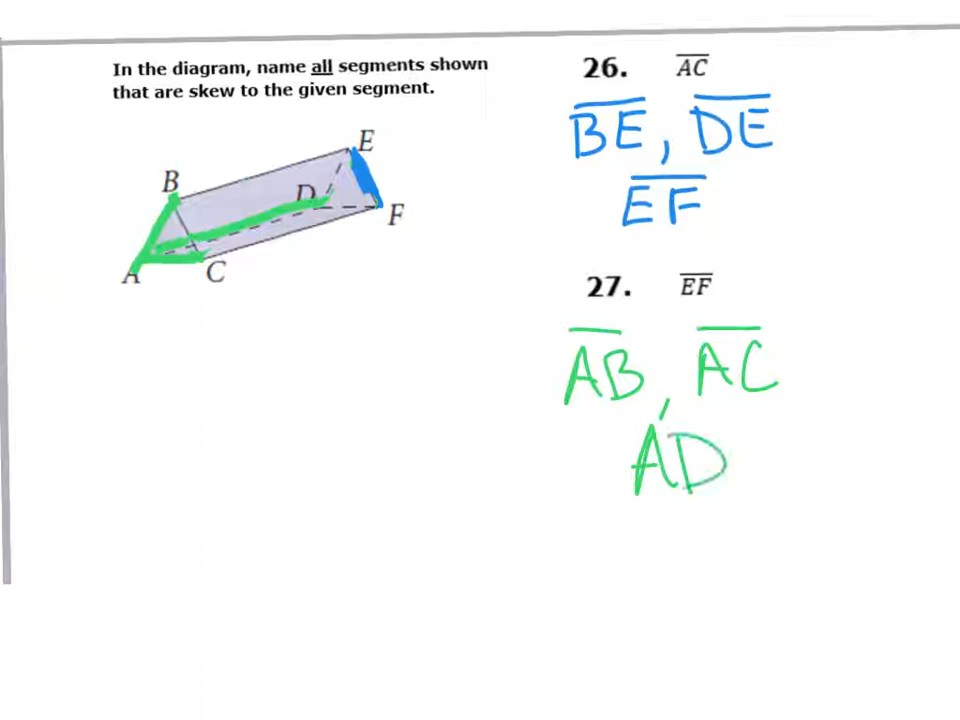 In the diagram, name all segments shown
that are skew to the given segment.
E
B
D
F
A
C
26. AC
BE, DE
EF
27. EF
AB, AC
AD